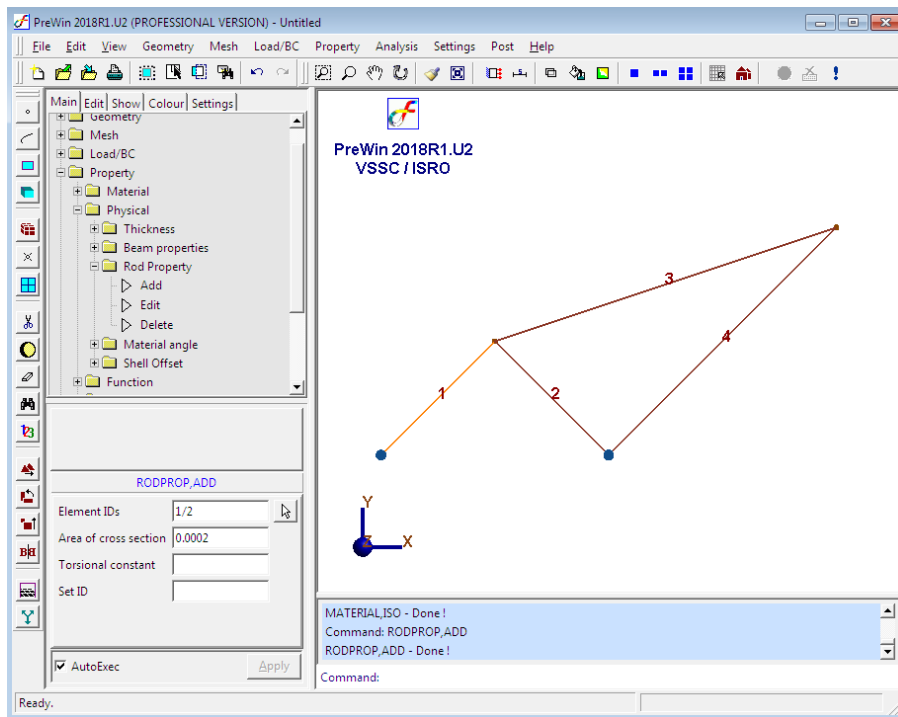 PreWin 2018R1.U2 (PROFESSIONAL VERSION) - Untitled
File Edit View Geometry Mesh Load/BC Property Analysis Settings Post Help
Main Edit Show Colour Settings
Geometry
Mesh
Load/BC
Property
Material
Physical
Thickness
Beam properties
Rod Property
Add
Edit
Delete
Material angle
Shell Offset
Function
RODPROP,ADD
Element IDs 1/2
Area of cross section 0.0002
Torsional constant
Set ID
AutoExec Apply
PreWin 2018R1.U2
VSSC / ISRO
3
4
1
2
Y
Z X
MATERIAL,ISO - Done !
Command: RODPROP,ADD
RODPROP,ADD - Done !
Command:
Ready.